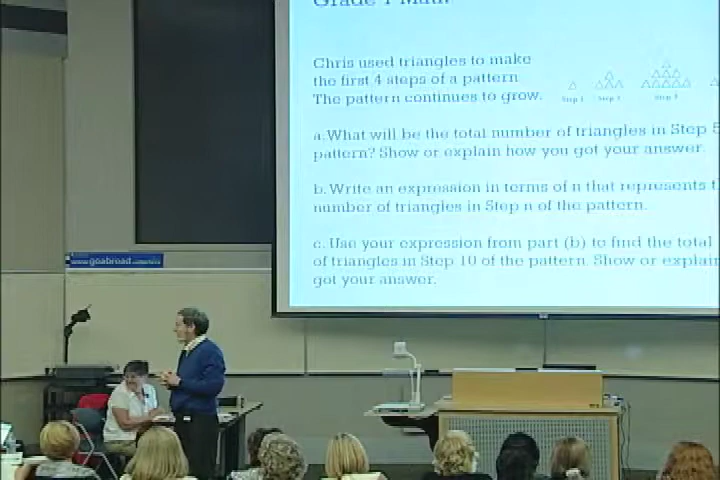 Grade 7 Math
Chris used triangles to make
the first 4 steps of a pattern
The pattern continues to grow.
Step 1 Step 2 Step 3
a. What will be the total number of triangles in Step 5
pattern? Show or explain how you got your answer.
b. Write an expression in terms of n that represents t
number of triangles in Step n of the pattern.
c. Use your expression from part (b) to find the total
of triangles in Step 10 of the pattern. Show or explain
got your answer.
www.goabroad